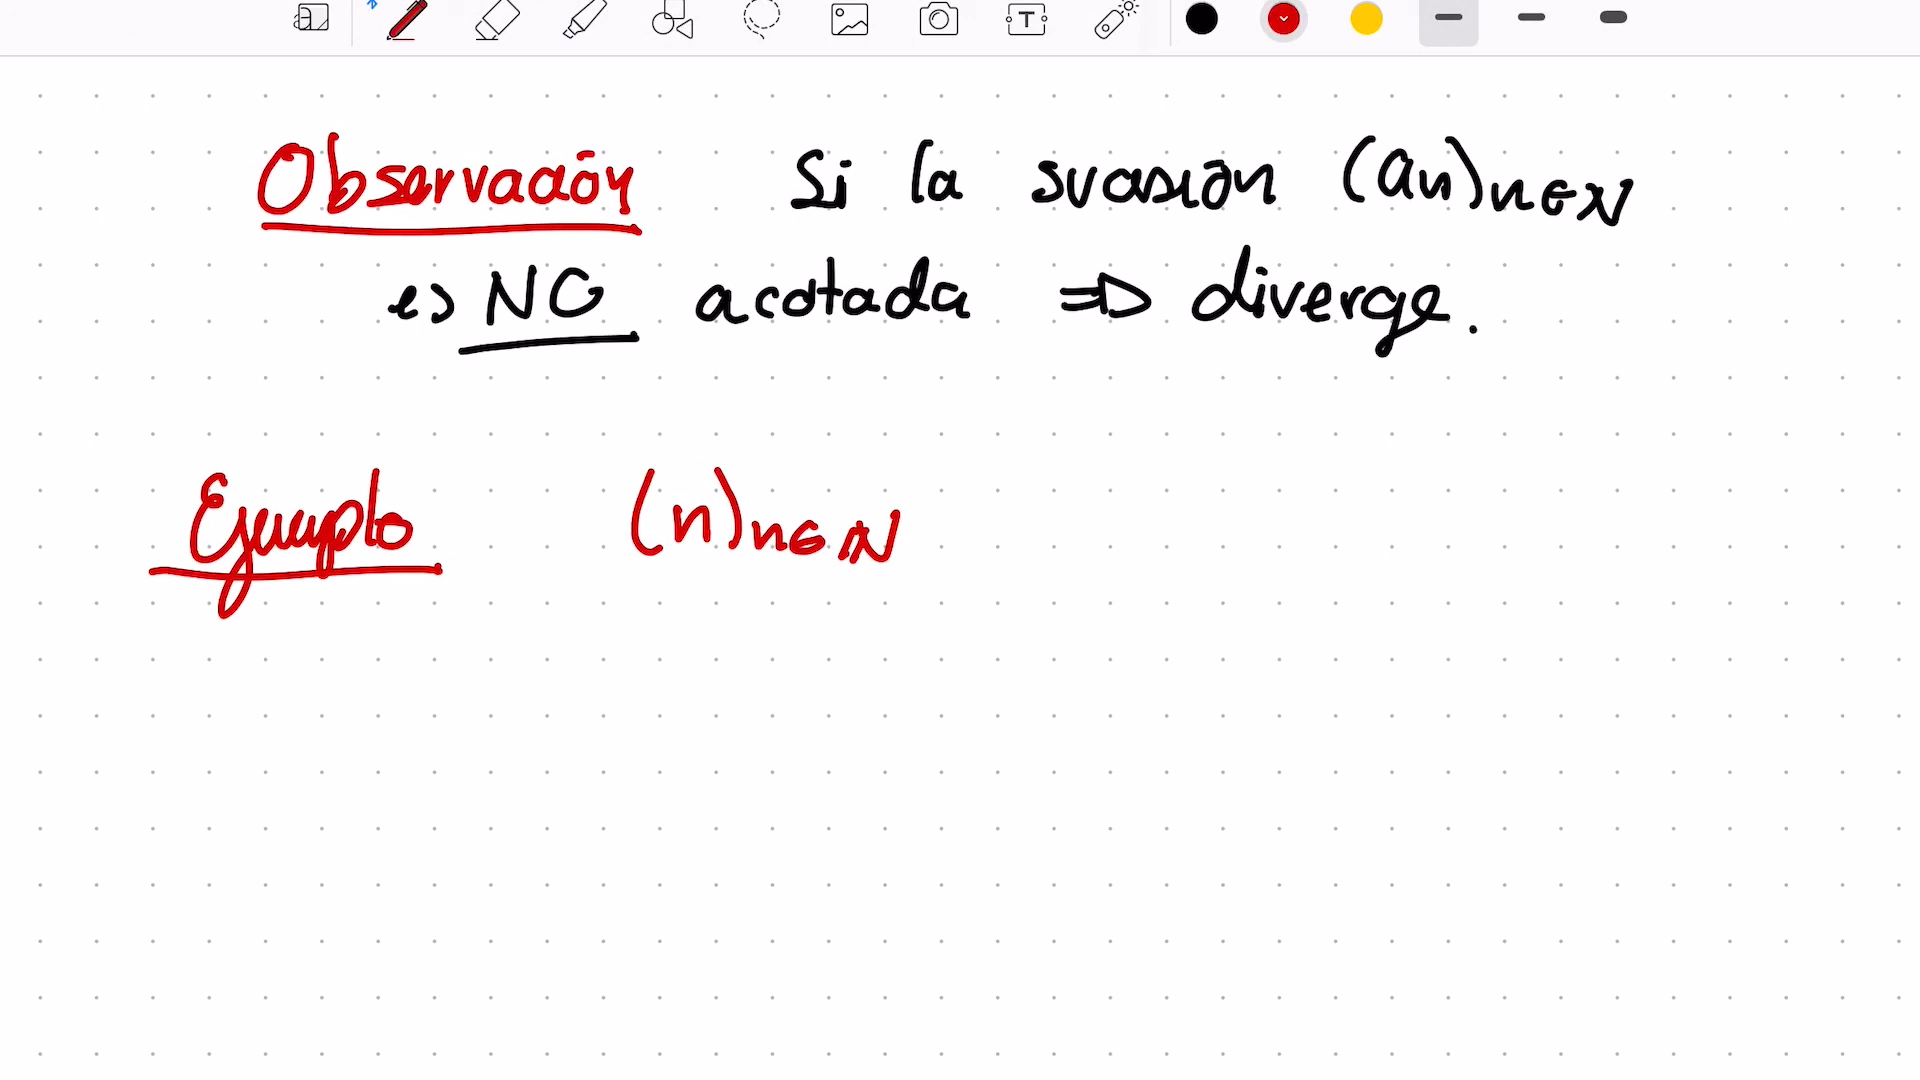 Observación Si la sucesión (an)n∈N
es NO acotada ⇒ diverge.
Ejemplo (n)n∈N